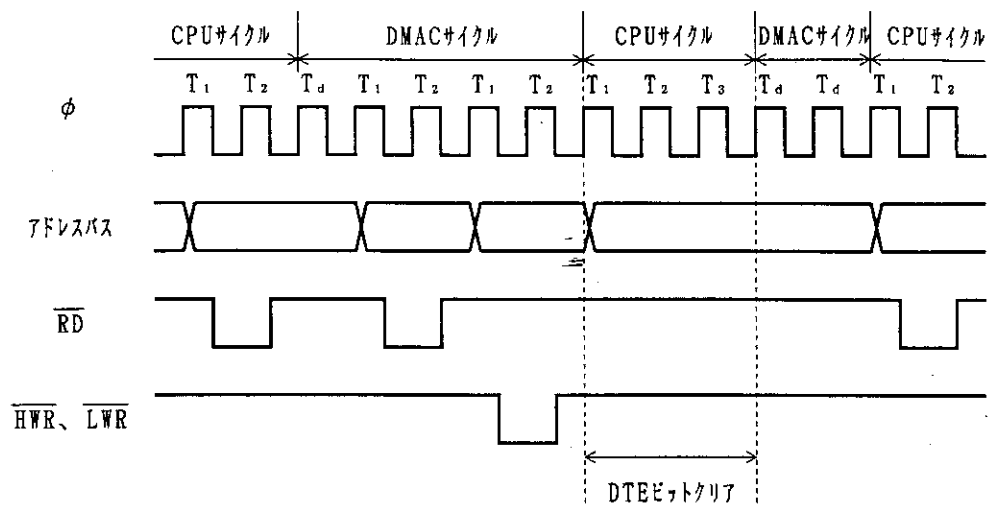 CPUサイクル DMACサイクル CPUサイクル DMACサイクル CPUサイクル
T₁ T₂ T_d T₁ T₂ T₁ T₂ T₁ T₂ T₃ T_d T_d T₁ T₂
φ
アドレスバス
RD
HWR、LWR
DTEビットクリア